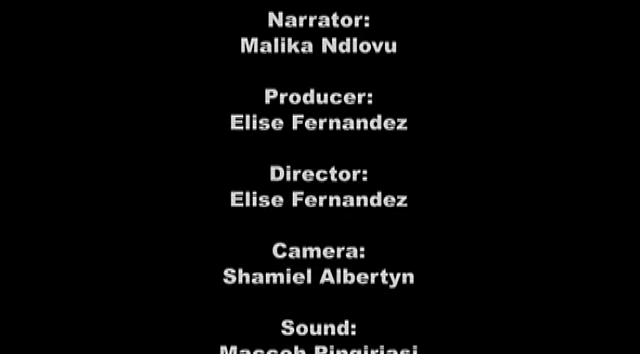 Narrator:
Malika Ndlovu
Producer:
Elise Fernandez
Director:
Elise Fernandez
Camera:
Shamiel Albertyn
Sound: